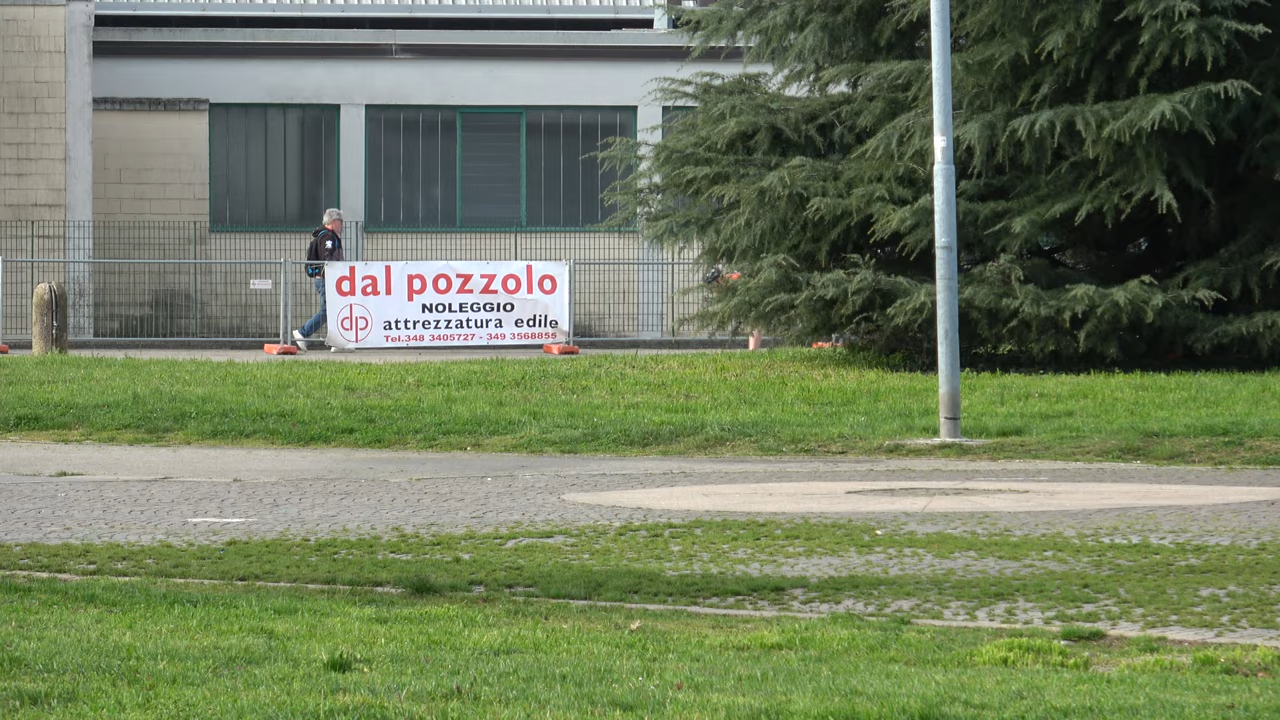 dal pozzolo
NOLEGGIO
dp attrezzatura edile
Tel.348 3405727 - 349 3568855